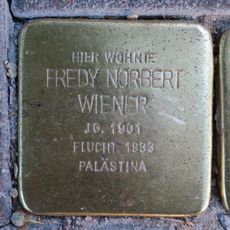 HIER WOHNTE
FREDY NORBERT
WIENER
JG. 1901
FLUCHT 1933
PALÄSTINA